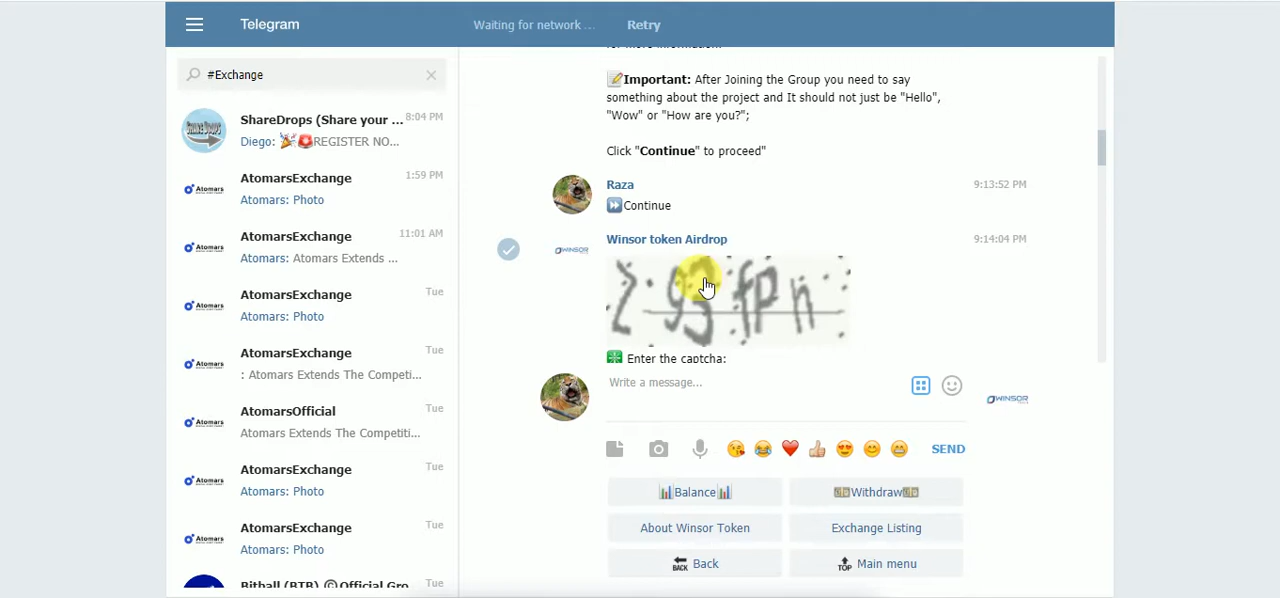 Telegram
Waiting for network...
Retry
#Exchange
ShareDrops (Share your ...
8:04 PM
Diego: 🎉🚨REGISTER NO...
AtomarsExchange
1:59 PM
Atomars: Photo
AtomarsExchange
11:01 AM
Atomars: Atomars Extends ...
AtomarsExchange
Tue
Atomars: Photo
AtomarsExchange
Tue
: Atomars Extends The Competi...
AtomarsOfficial
Tue
Atomars Extends The Competiti...
AtomarsExchange
Tue
Atomars: Photo
AtomarsExchange
Tue
Atomars: Photo
Bitball (BTB) ©Official Gro...
Tue
for more information.
📝Important: After Joining the Group you need to say
something about the project and It should not just be "Hello",
"Wow" or "How are you?";
Click "Continue" to proceed"
Raza
9:13:52 PM
⏩Continue
Winsor token Airdrop
9:14:04 PM
WINSOR
❇️ Enter the captcha:
Write a message...
WINSOR
SEND
📊Balance📊
💵Withdraw💵
About Winsor Token
Exchange Listing
BACK Back
TOP Main menu